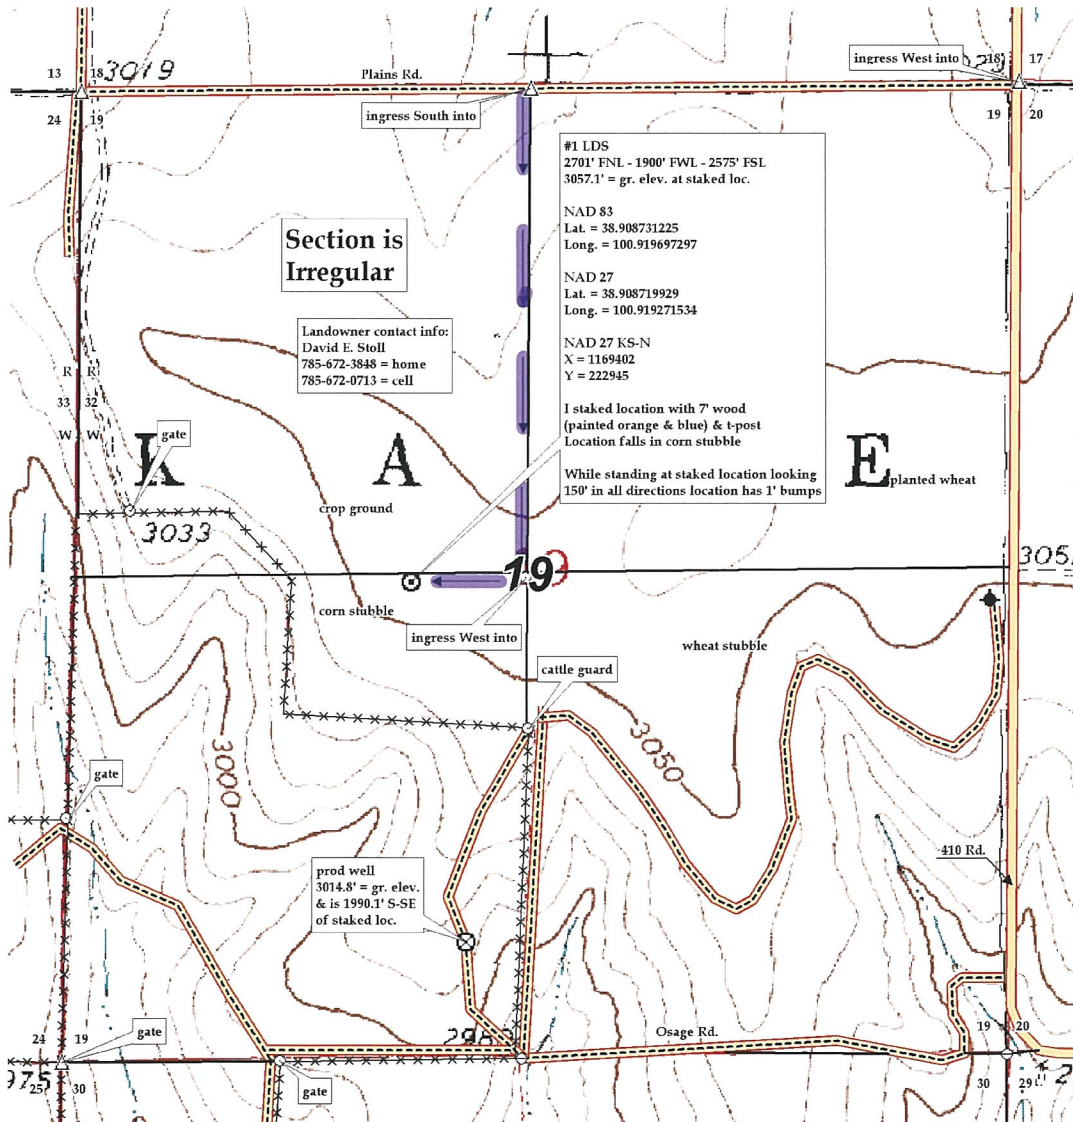 ingress West into
13
18
3019
Plains Rd.
18
17
24
19
ingress South into
19
20
#1 LDS
2701' FNL - 1900' FWL - 2575' FSL
3057.1' = gr. elev. at staked loc.
NAD 83
Lat. = 38.908731225
Long. = 100.919697297
NAD 27
Lat. = 38.908719929
Long. = 100.919271534
NAD 27 KS-N
X = 1169402
Y = 222945
I staked location with 7' wood
(painted orange & blue) & t-post
Location falls in corn stubble
While standing at staked location looking
150' in all directions location has 1' bumps
Section is
Irregular
Landowner contact info:
David E. Stoll
785-672-3848 = home
785-672-0713 = cell
R R
33 32
W W
gate
K A E
planted wheat
crop ground
3033
19
305
corn stubble
ingress West into
wheat stubble
cattle guard
3000
3050
gate
410 Rd.
prod well
3014.8' = gr. elev.
& is 1990.1' S-SE
of staked loc.
24
19
gate
298
Osage Rd.
19
20
975
25
30
gate
30
29